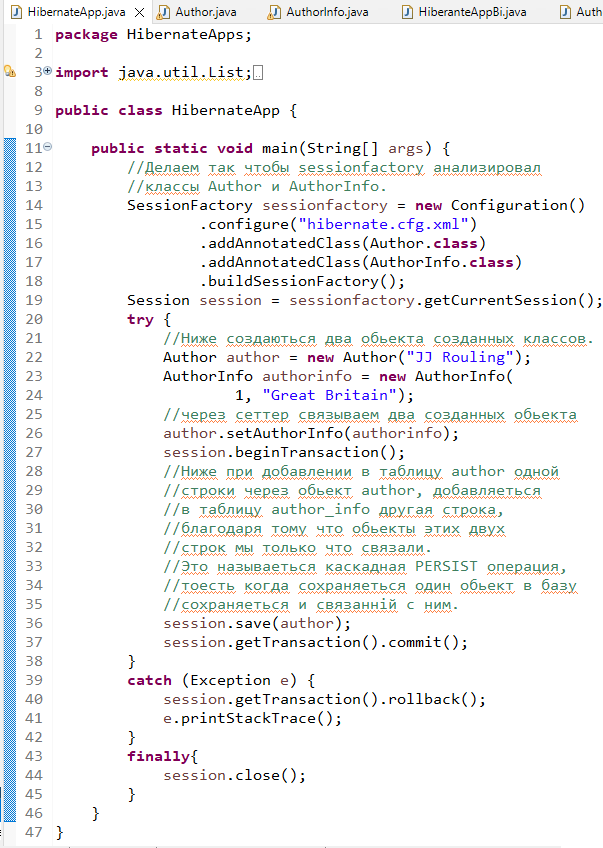 HibernateApp.java Author.java AuthorInfo.java HiberanteAppBi.java Auth
1 package HibernateApps;
2
3 import java.util.List;
8
9 public class HibernateApp {
10
11 public static void main(String[] args) {
12 //Делаем так чтобы sessionfactory анализировал
13 //классы Author и AuthorInfo.
14 SessionFactory sessionfactory = new Configuration()
15 .configure("hibernate.cfg.xml")
16 .addAnnotatedClass(Author.class)
17 .addAnnotatedClass(AuthorInfo.class)
18 .buildSessionFactory();
19 Session session = sessionfactory.getCurrentSession();
20 try {
21 //Ниже создаються два обьекта созданных классов.
22 Author author = new Author("JJ Rouling");
23 AuthorInfo authorinfo = new AuthorInfo(
24 1, "Great Britain");
25 //через сеттер связываем два созданных обьекта
26 author.setAuthorInfo(authorinfo);
27 session.beginTransaction();
28 //Ниже при добавлении в таблицу author одной
29 //строки через обьект author, добавляеться
30 //в таблицу author_info другая строка,
31 //благодаря тому что обьекты этих двух
32 //строк мы только что связали.
33 //Это называеться каскадная PERSIST операция,
34 //тоесть когда сохраняеться один обьект в базу
35 //сохраняеться и связанній с ним.
36 session.save(author);
37 session.getTransaction().commit();
38 }
39 catch (Exception e) {
40 session.getTransaction().rollback();
41 e.printStackTrace();
42 }
43 finally{
44 session.close();
45 }
46 }
47 }